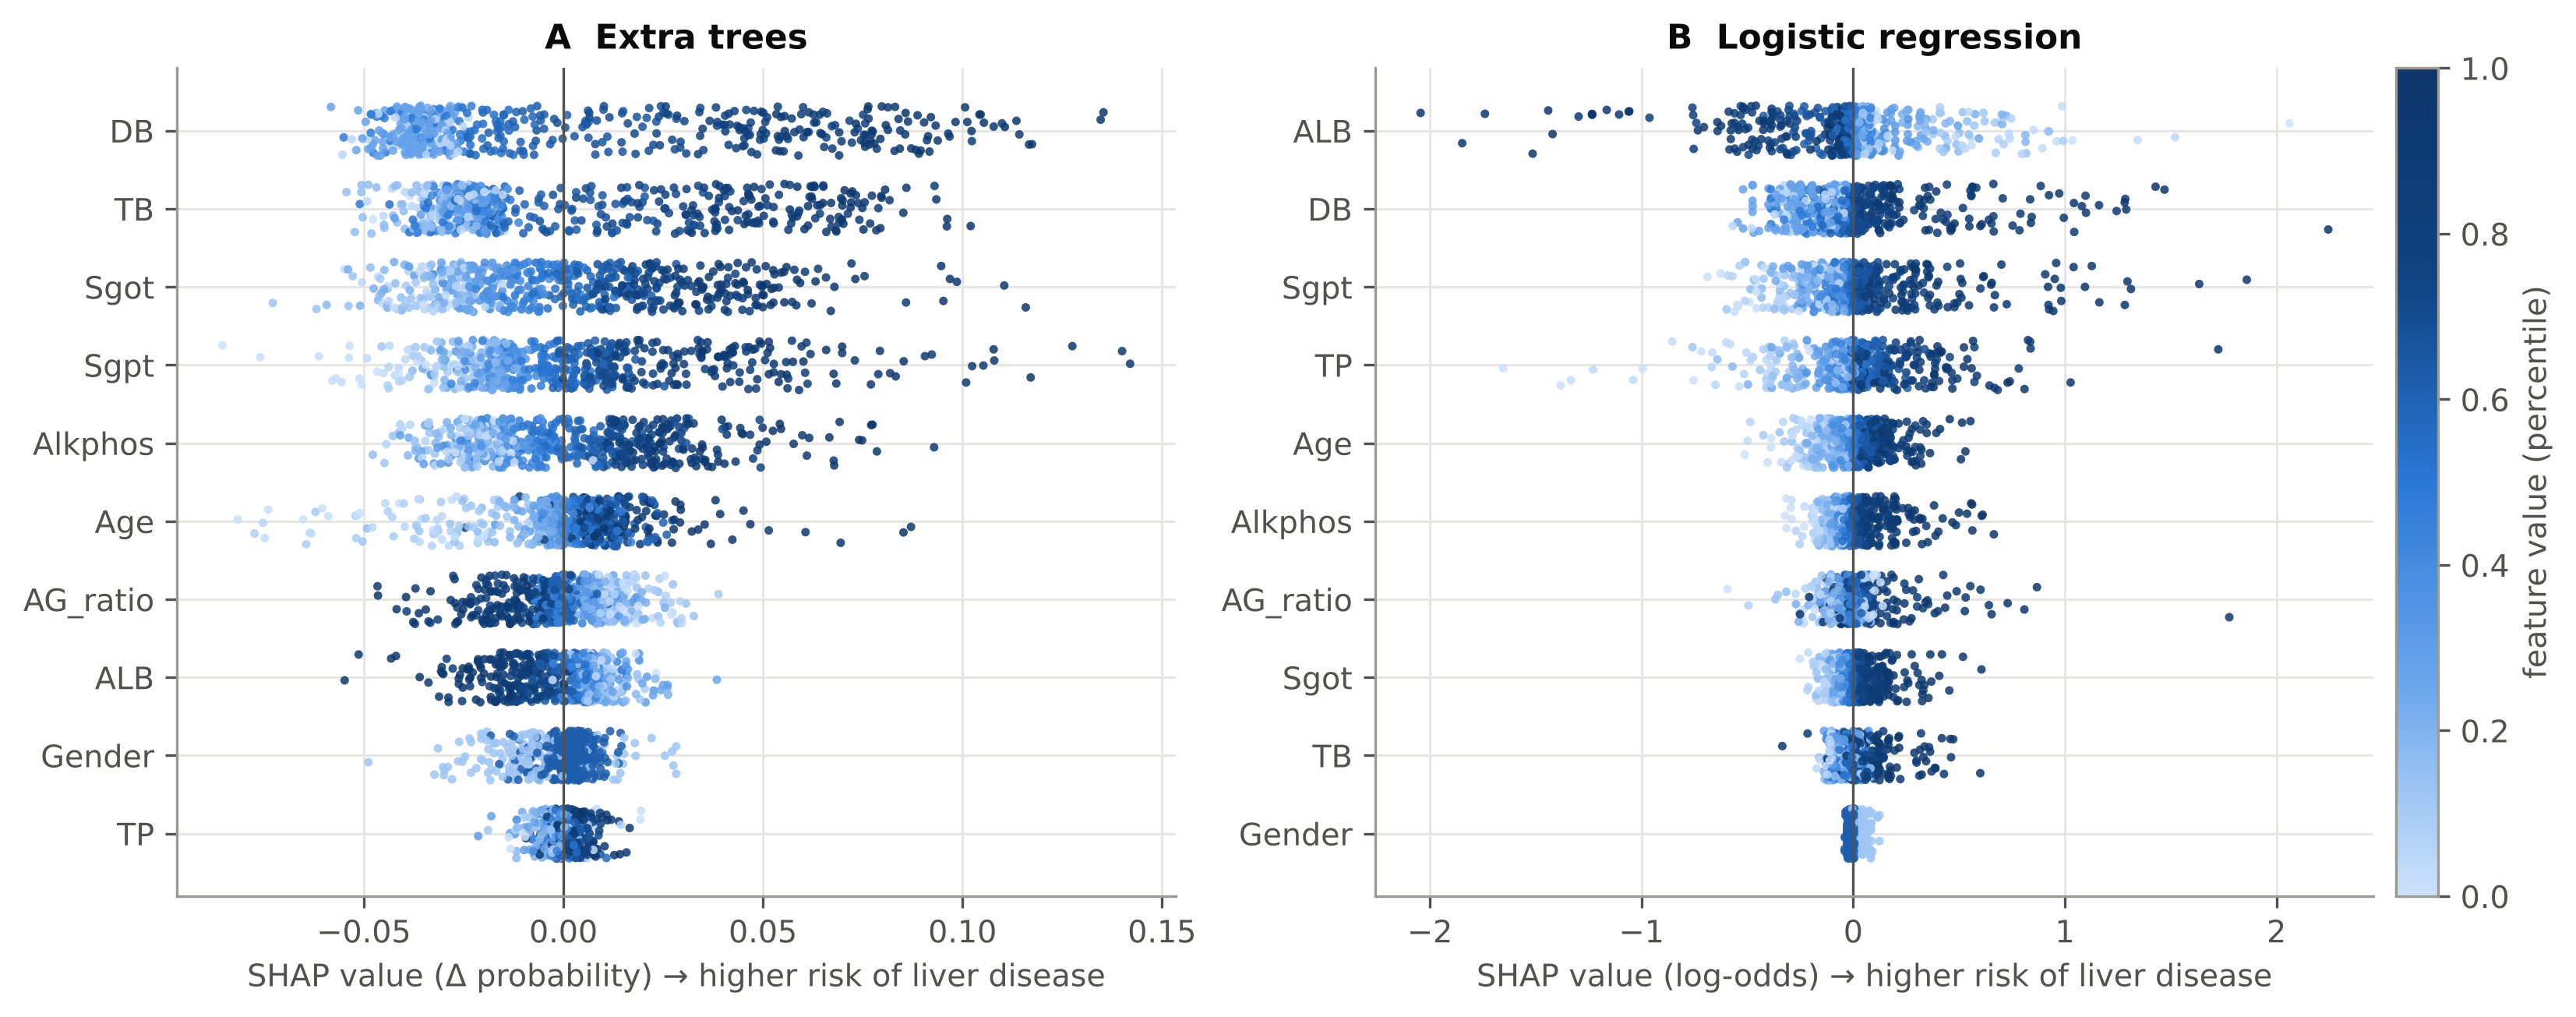 A Extra trees
DB
TB
Sgot
Sgpt
Alkphos
Age
AG_ratio
ALB
Gender
TP
−0.05 0.00 0.05 0.10 0.15
SHAP value (Δ probability) → higher risk of liver disease
B Logistic regression
ALB
DB
Sgpt
TP
Age
Alkphos
AG_ratio
Sgot
TB
Gender
−2 −1 0 1 2
SHAP value (log-odds) → higher risk of liver disease
1.0
0.8
0.6
0.4
0.2
0.0
feature value (percentile)